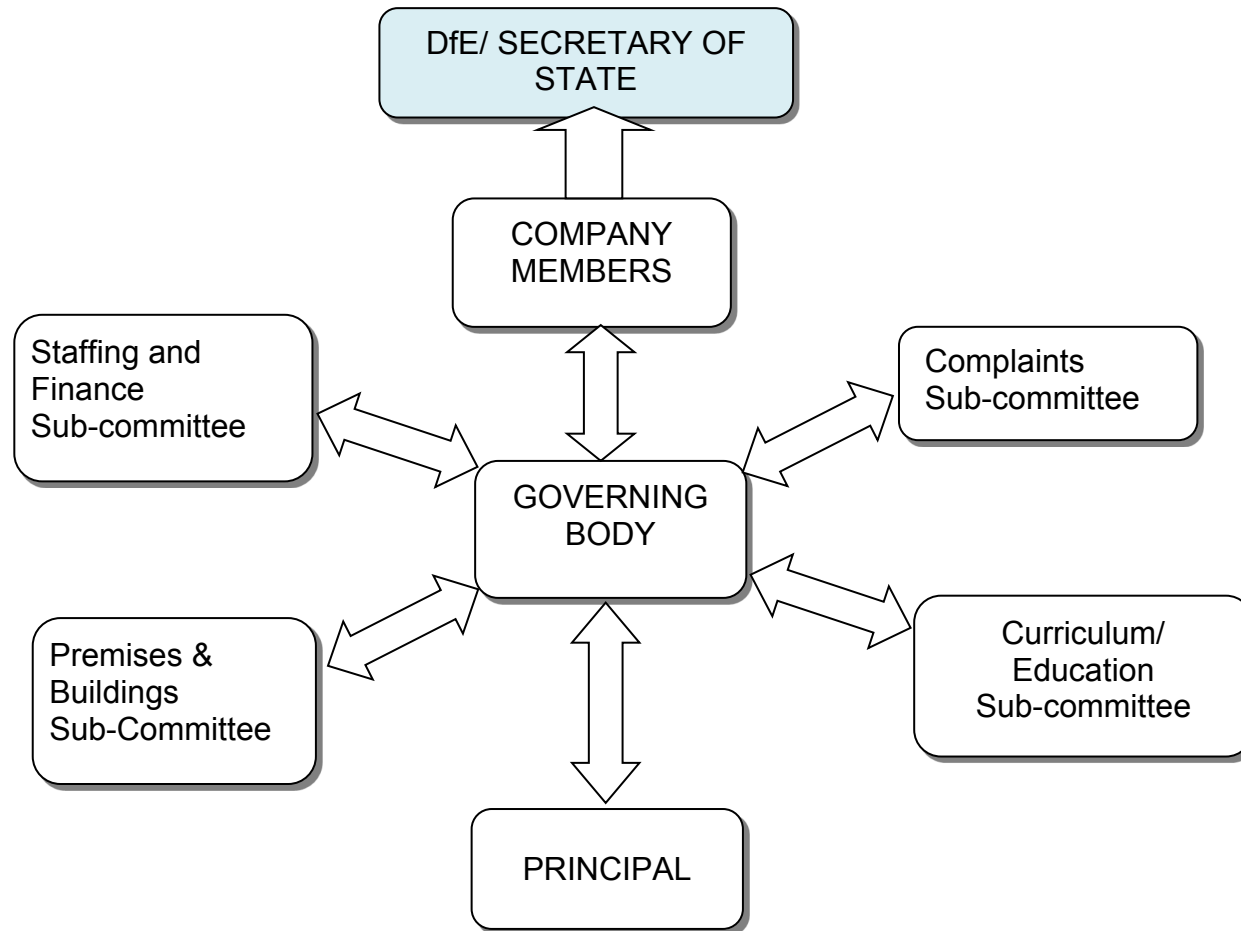 DfE/ SECRETARY OF
STATE
COMPANY
MEMBERS
Staffing and
Finance
Sub-committee
Complaints
Sub-committee
GOVERNING
BODY
Premises &
Buildings
Sub-Committee
Curriculum/
Education
Sub-committee
PRINCIPAL